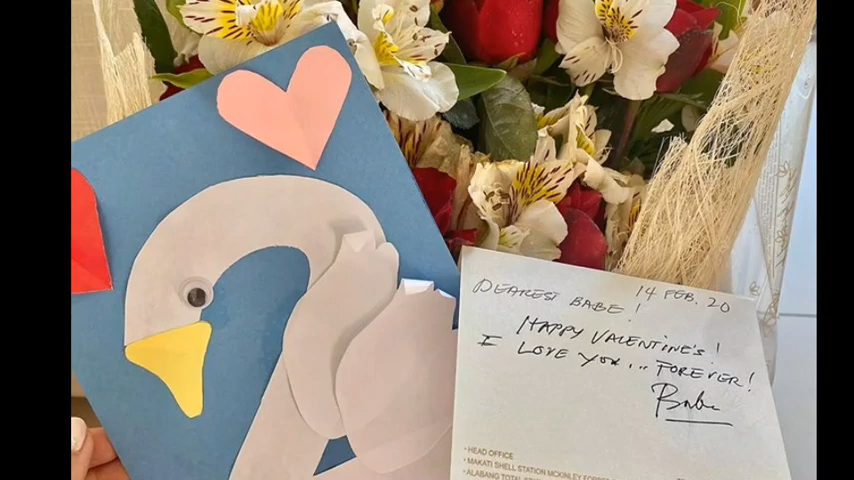 14 FEB. 20
DEAREST BABE!
HAPPY VALENTINE'S!
I LOVE YOU... FOREVER!
Babe
• HEAD OFFICE
• MAKATI SHELL STATION MCKINLEY
• ALABANG TOTAL